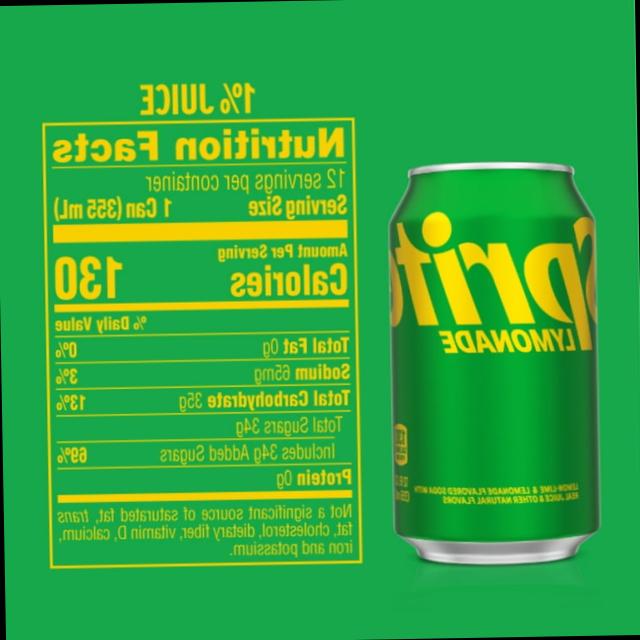 1% JUICE
Nutrition Facts
12 servings per container
Serving Size 1 Can (355 mL)
Amount Per Serving
Calories 130
% Daily Value
Total Fat 0g 0%
Sodium 65mg 3%
Total Carbohydrate 35g 13%
Total Sugars 34g
Includes 34g Added Sugars 69%
Protein 0g
Not a significant source of saturated fat, trans
fat, cholesterol, dietary fiber, vitamin D, calcium,
iron and potassium.
Sprite
LYMONADE
LEMON-LIME & LEMONADE FLAVORED SODA WITH
REAL JUICE & OTHER NATURAL FLAVORS